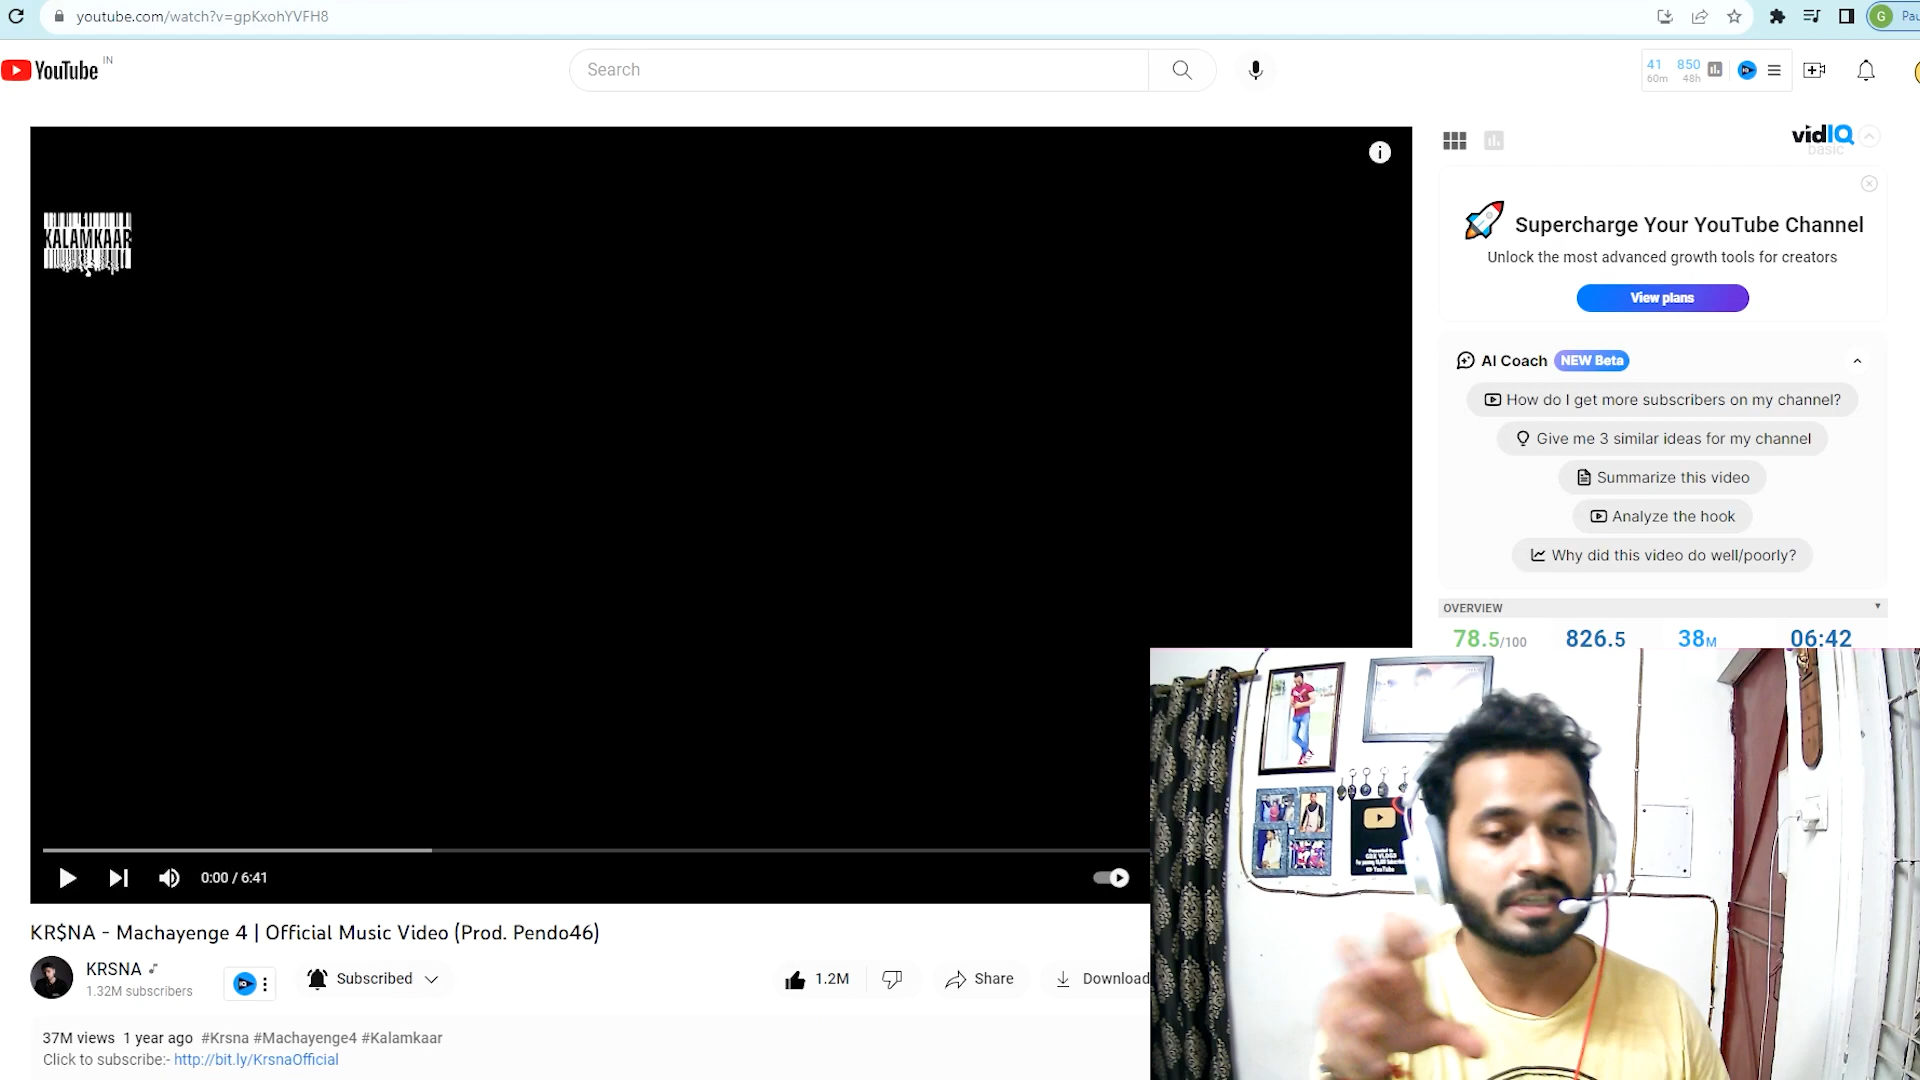 youtube.com/watch?v=gpKxohYVFH8
G Pau
YouTube IN
Search
41 850
60m 48h
KALAMKAAR
vidIQ
basic
Supercharge Your YouTube Channel
Unlock the most advanced growth tools for creators
View plans
AI Coach NEW Beta
How do I get more subscribers on my channel?
Give me 3 similar ideas for my channel
Summarize this video
Analyze the hook
Why did this video do well/poorly?
OVERVIEW
78.5/100 826.5 38M 06:42
0:00 / 6:41
KR$NA - Machayenge 4 | Official Music Video (Prod. Pendo46)
KRSNA
1.32M subscribers
Subscribed
1.2M
Share
Download
37M views 1 year ago #Krsna #Machayenge4 #Kalamkaar
Click to subscribe:- http://bit.ly/KrsnaOfficial
Presented to
YouTube